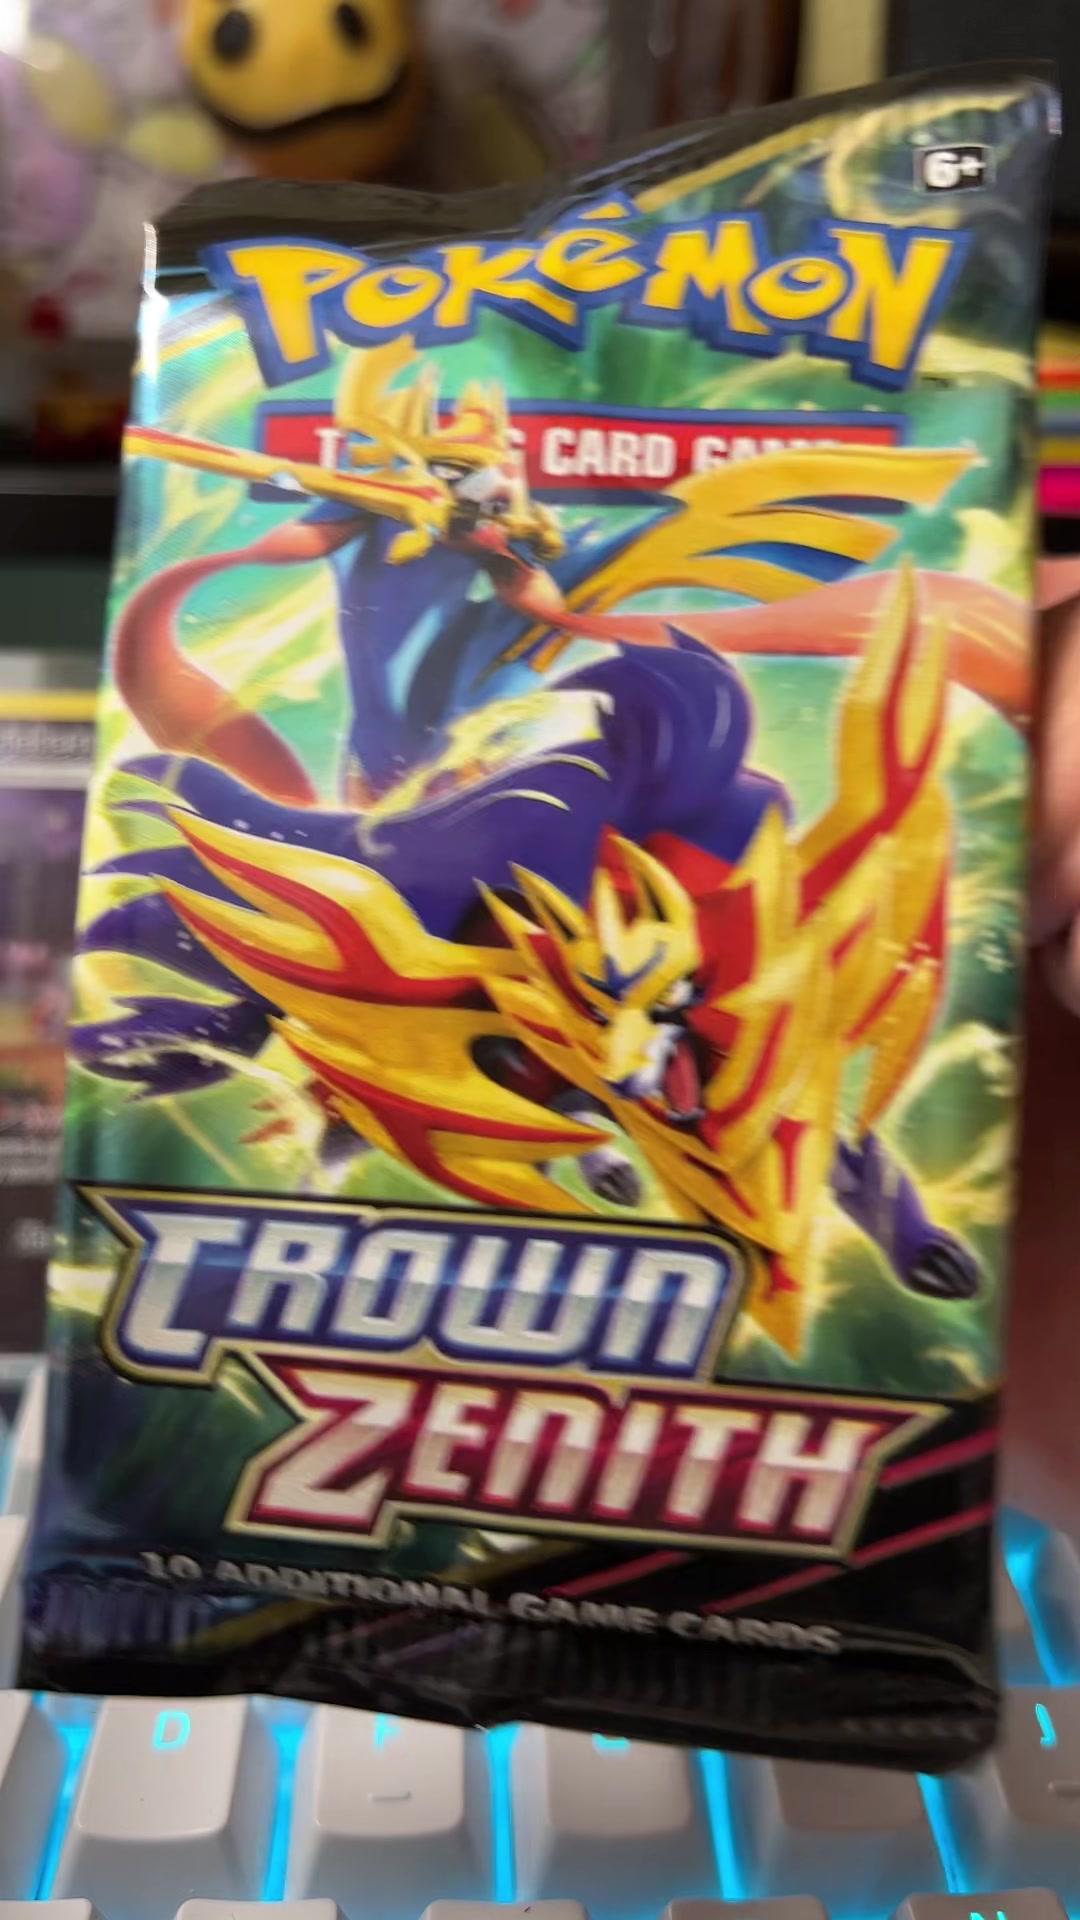 6+
POKéMON
CARD
CROWN
ZENITH
10 ADDITIONAL GAME CARDS
D
F
J
N